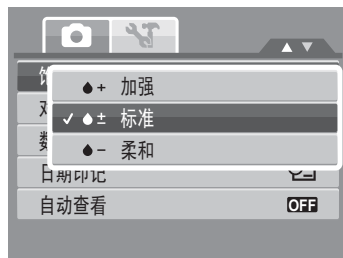 + 加强
± 标准
- 柔和
日期印记
自动查看 OFF